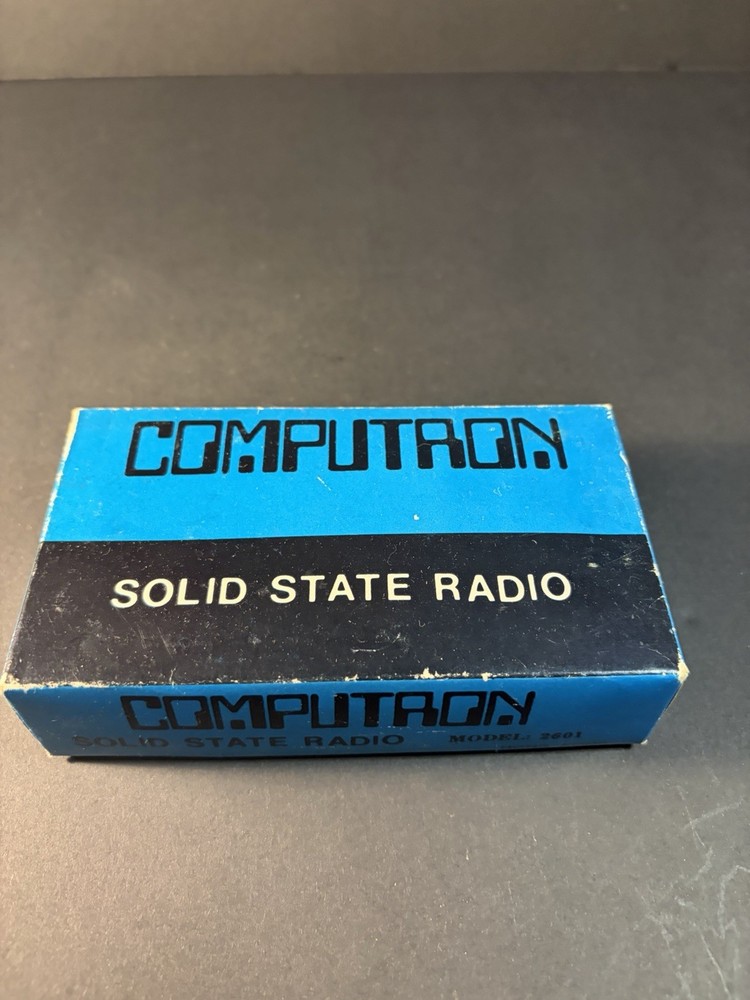 COMPUTRON
SOLID STATE RADIO
COMPUTRON
SOLID STATE RADIO MODEL: 2601